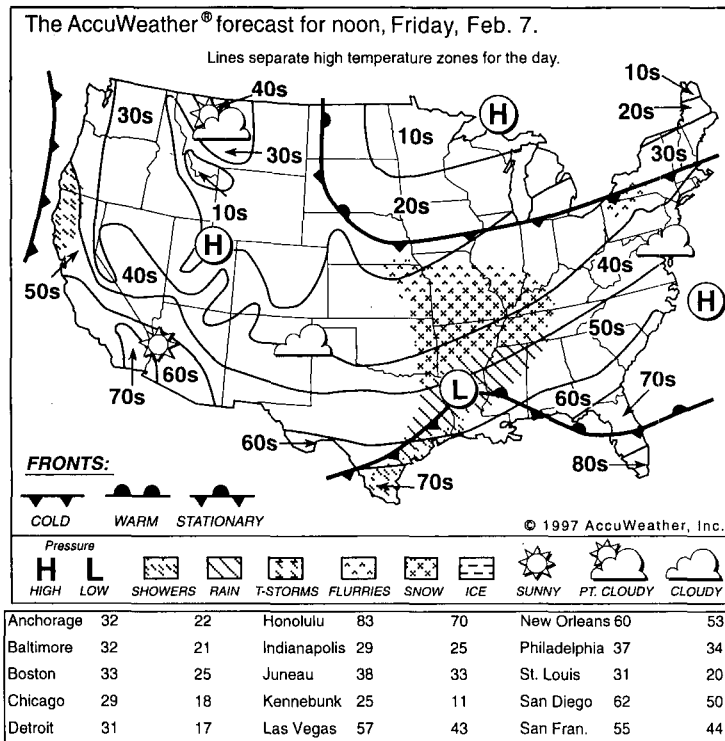 The AccuWeather® forecast for noon, Friday, Feb. 7.
Lines separate high temperature zones for the day.
40s
10s
20s
30s
H
10s
30s
30s
10s
20s
H
40s
40s
50s
H
50s
60s
70s
L
60s
70s
60s
70s
80s
FRONTS:
COLD WARM STATIONARY
© 1997 AccuWeather, Inc.
Pressure
H L
HIGH LOW SHOWERS RAIN T-STORMS FLURRIES SNOW ICE SUNNY PT. CLOUDY CLOUDY
Anchorage 32 22 Honolulu 83 70 New Orleans 60 53
Baltimore 32 21 Indianapolis 29 25 Philadelphia 37 34
Boston 33 25 Juneau 38 33 St. Louis 31 20
Chicago 29 18 Kennebunk 25 11 San Diego 62 50
Detroit 31 17 Las Vegas 57 43 San Fran. 55 44